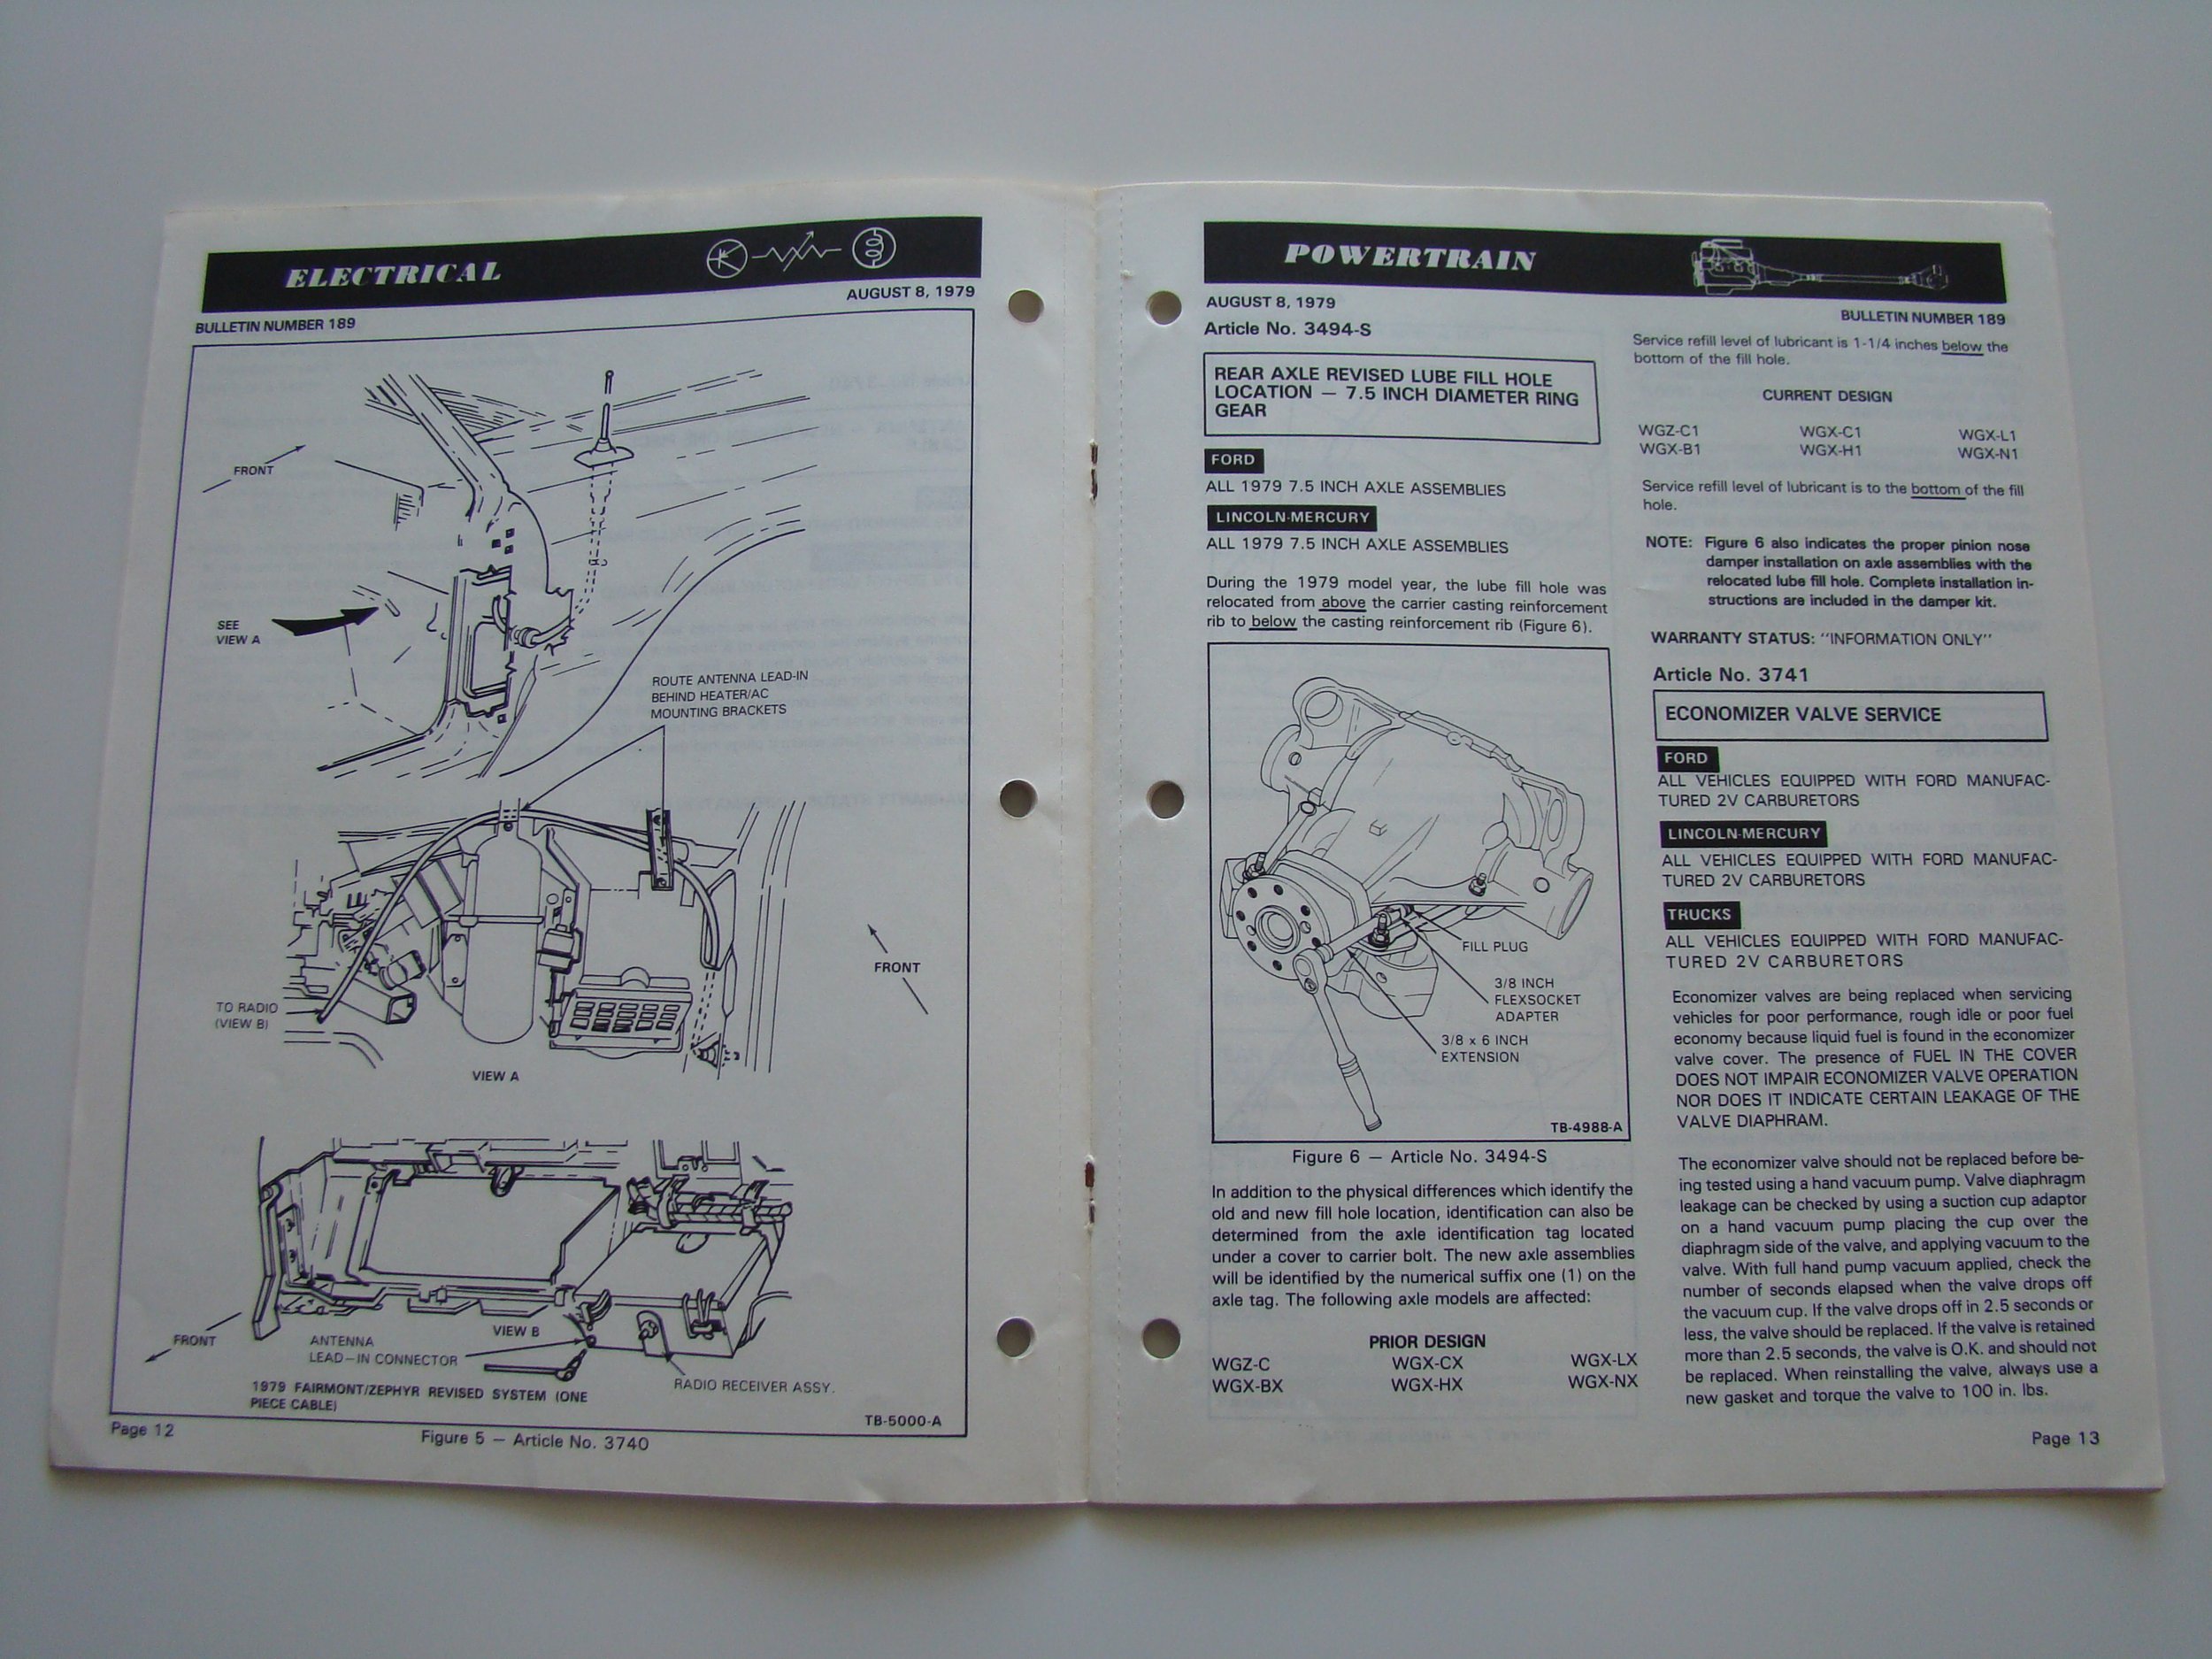 ELECTRICAL
AUGUST 8, 1979
BULLETIN NUMBER 189
FRONT
SEE
VIEW A
ROUTE ANTENNA LEAD-IN
BEHIND HEATER/AC
MOUNTING BRACKETS
FRONT
TO RADIO
(VIEW B)
VIEW A
FRONT
VIEW B
ANTENNA
LEAD-IN CONNECTOR
RADIO RECEIVER ASSY.
1979 FAIRMONT/ZEPHYR REVISED SYSTEM (ONE
PIECE CABLE)
TB-5000-A
Page 12
Figure 5 — Article No. 3740
POWERTRAIN
AUGUST 8, 1979
BULLETIN NUMBER 189
Article No. 3494-S
REAR AXLE REVISED LUBE FILL HOLE
LOCATION — 7.5 INCH DIAMETER RING
GEAR
FORD
ALL 1979 7.5 INCH AXLE ASSEMBLIES
LINCOLN-MERCURY
ALL 1979 7.5 INCH AXLE ASSEMBLIES
During the 1979 model year, the lube fill hole was
relocated from above the carrier casting reinforcement
rib to below the casting reinforcement rib (Figure 6).
FILL PLUG
3/8 INCH
FLEXSOCKET
ADAPTER
3/8 x 6 INCH
EXTENSION
TB-4988-A
Figure 6 — Article No. 3494-S
In addition to the physical differences which identify the
old and new fill hole location, identification can also be
determined from the axle identification tag located
under a cover to carrier bolt. The new axle assemblies
will be identified by the numerical suffix one (1) on the
axle tag. The following axle models are affected:
PRIOR DESIGN
WGZ-C WGX-CX WGX-LX
WGX-BX WGX-HX WGX-NX
Service refill level of lubricant is 1-1/4 inches below the
bottom of the fill hole.
CURRENT DESIGN
WGZ-C1 WGX-C1 WGX-L1
WGX-B1 WGX-H1 WGX-N1
Service refill level of lubricant is to the bottom of the fill
hole.
NOTE: Figure 6 also indicates the proper pinion nose
damper installation on axle assemblies with the
relocated lube fill hole. Complete installation in-
structions are included in the damper kit.
WARRANTY STATUS: "INFORMATION ONLY"
Article No. 3741
ECONOMIZER VALVE SERVICE
FORD
ALL VEHICLES EQUIPPED WITH FORD MANUFAC-
TURED 2V CARBURETORS
LINCOLN-MERCURY
ALL VEHICLES EQUIPPED WITH FORD MANUFAC-
TURED 2V CARBURETORS
TRUCKS
ALL VEHICLES EQUIPPED WITH FORD MANUFAC-
TURED 2V CARBURETORS
Economizer valves are being replaced when servicing
vehicles for poor performance, rough idle or poor fuel
economy because liquid fuel is found in the economizer
valve cover. The presence of FUEL IN THE COVER
DOES NOT IMPAIR ECONOMIZER VALVE OPERATION
NOR DOES IT INDICATE CERTAIN LEAKAGE OF THE
VALVE DIAPHRAM.
The economizer valve should not be replaced before be-
ing tested using a hand vacuum pump. Valve diaphragm
leakage can be checked by using a suction cup adaptor
on a hand vacuum pump placing the cup over the
diaphragm side of the valve, and applying vacuum to the
valve. With full hand pump vacuum applied, check the
number of seconds elapsed when the valve drops off
the vacuum cup. If the valve drops off in 2.5 seconds or
less, the valve should be replaced. If the valve is retained
more than 2.5 seconds, the valve is O.K. and should not
be replaced. When reinstalling the valve, always use a
new gasket and torque the valve to 100 in. lbs.
Page 13